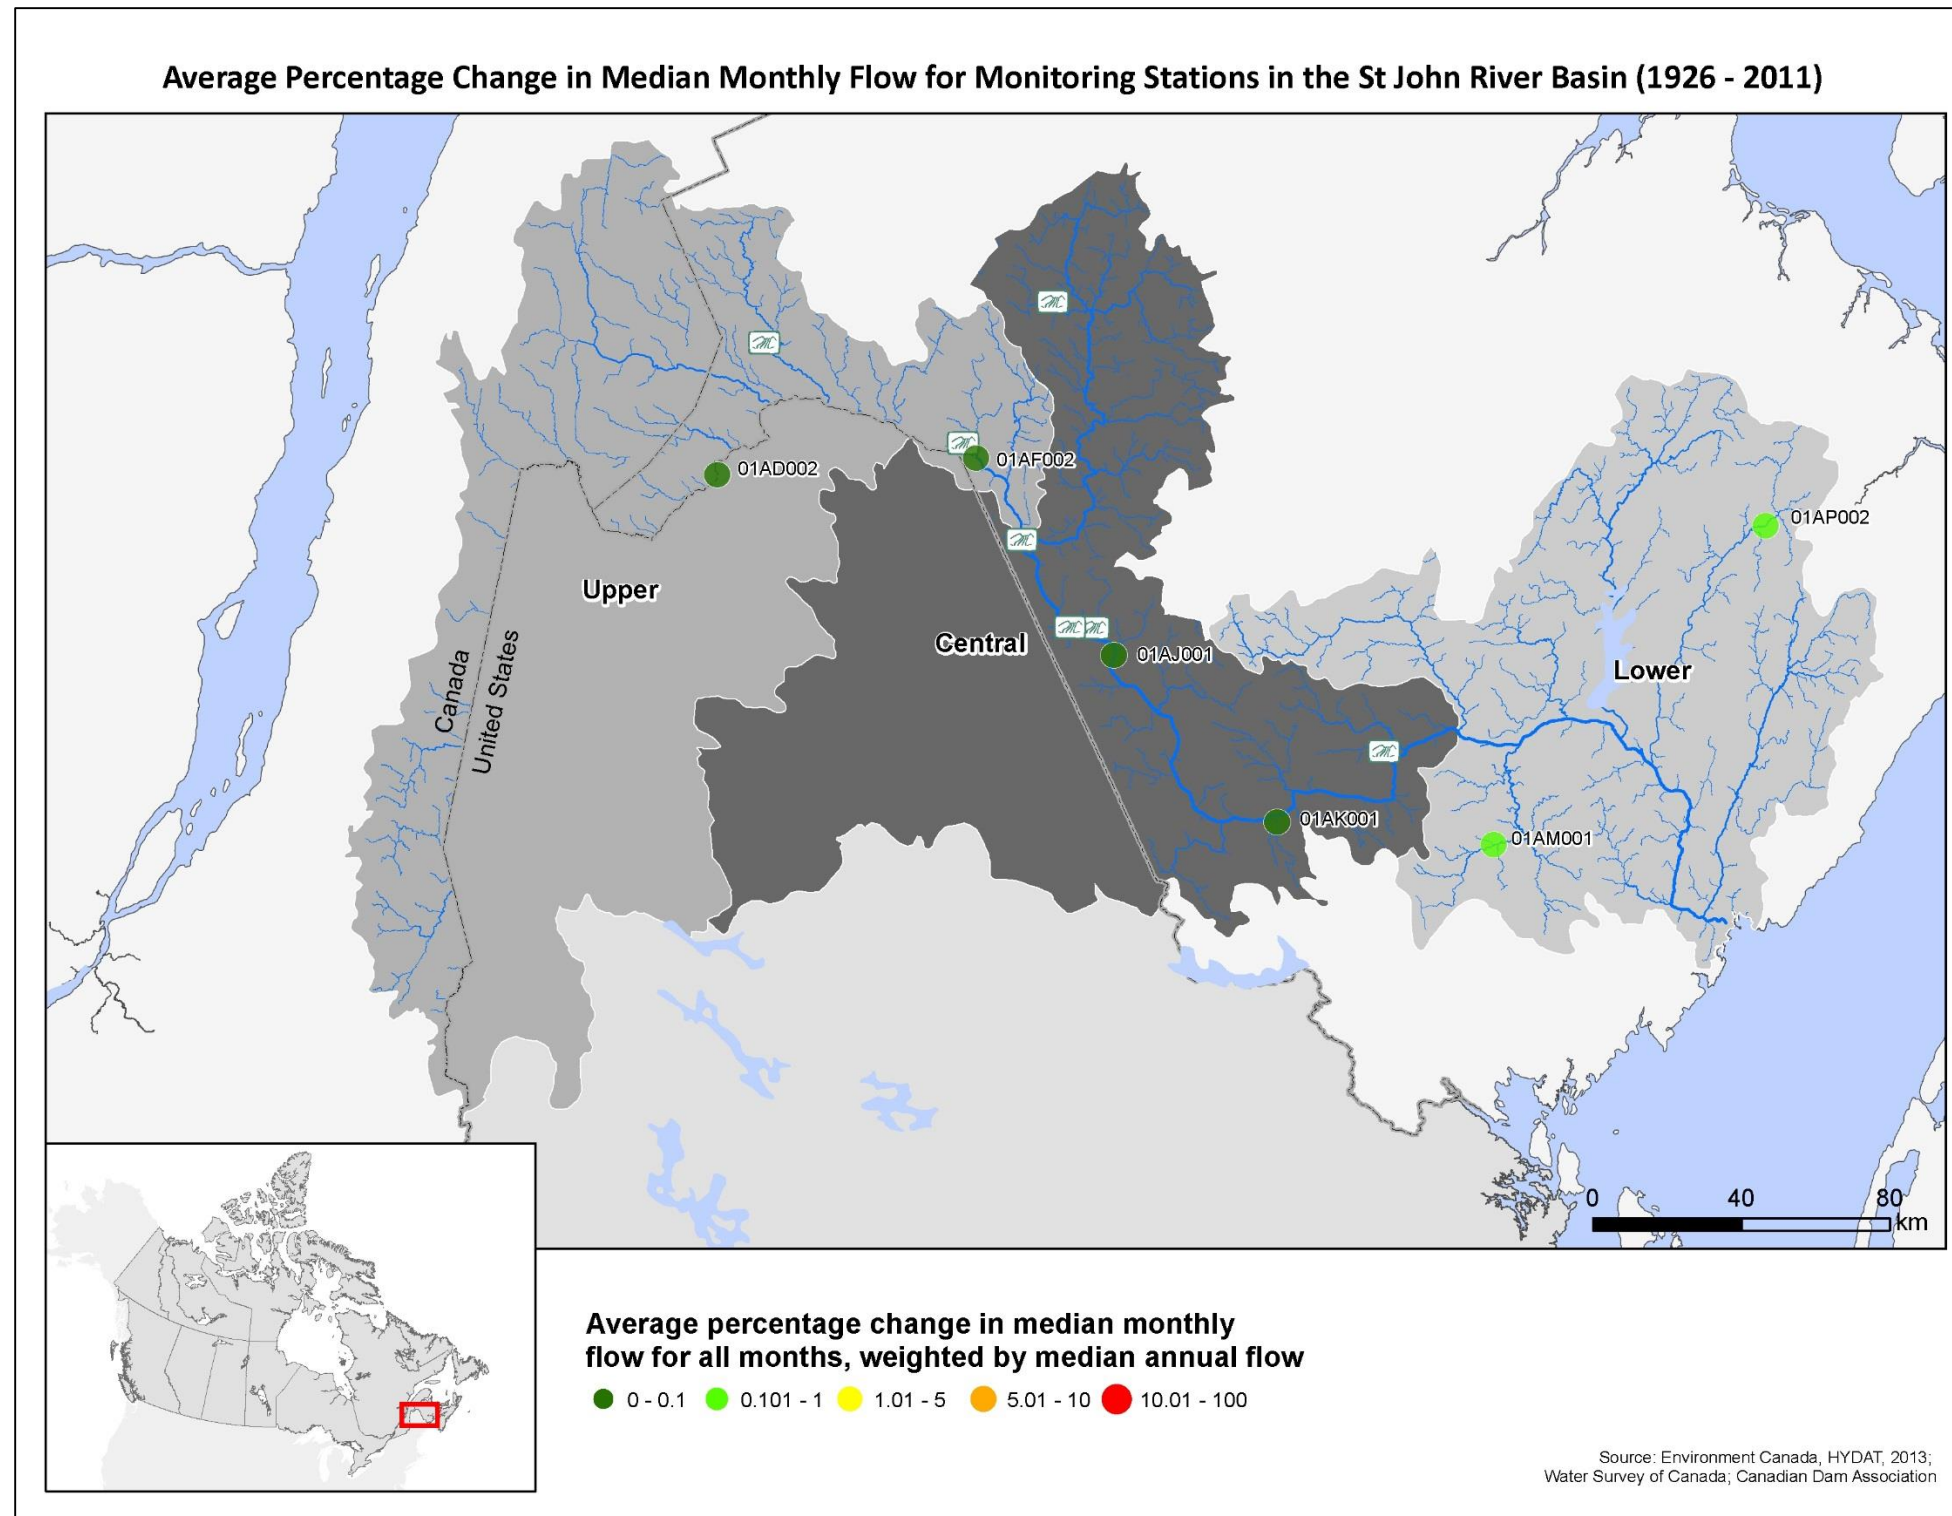 Average Percentage Change in Median Monthly Flow for Monitoring Stations in the St John River Basin (1926 - 2011)
01AD002
01AF002
01AP002
Upper
Central
01AJ001
Lower
Canada
United States
01AK001
01AM001
0 40 80
km
Average percentage change in median monthly
flow for all months, weighted by median annual flow
0 - 0.1 0.101 - 1 1.01 - 5 5.01 - 10 10.01 - 100
Source: Environment Canada, HYDAT, 2013;
Water Survey of Canada; Canadian Dam Association